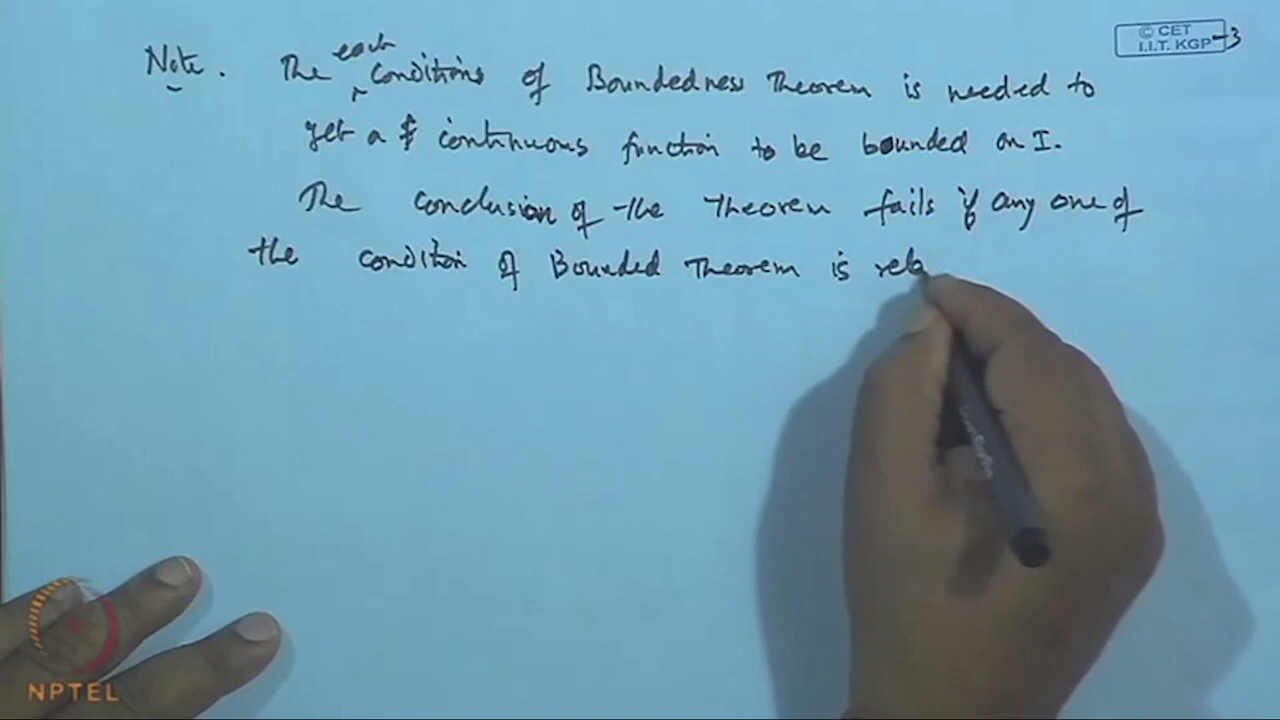 © CET
I.I.T. KGP -3
Note. The each conditions of Boundedness Theorem is needed to
get a continuous function to be bounded on I.
The conclusion of the Theorem fails if any one of
the condition of Bounded Theorem is rela
NPTEL